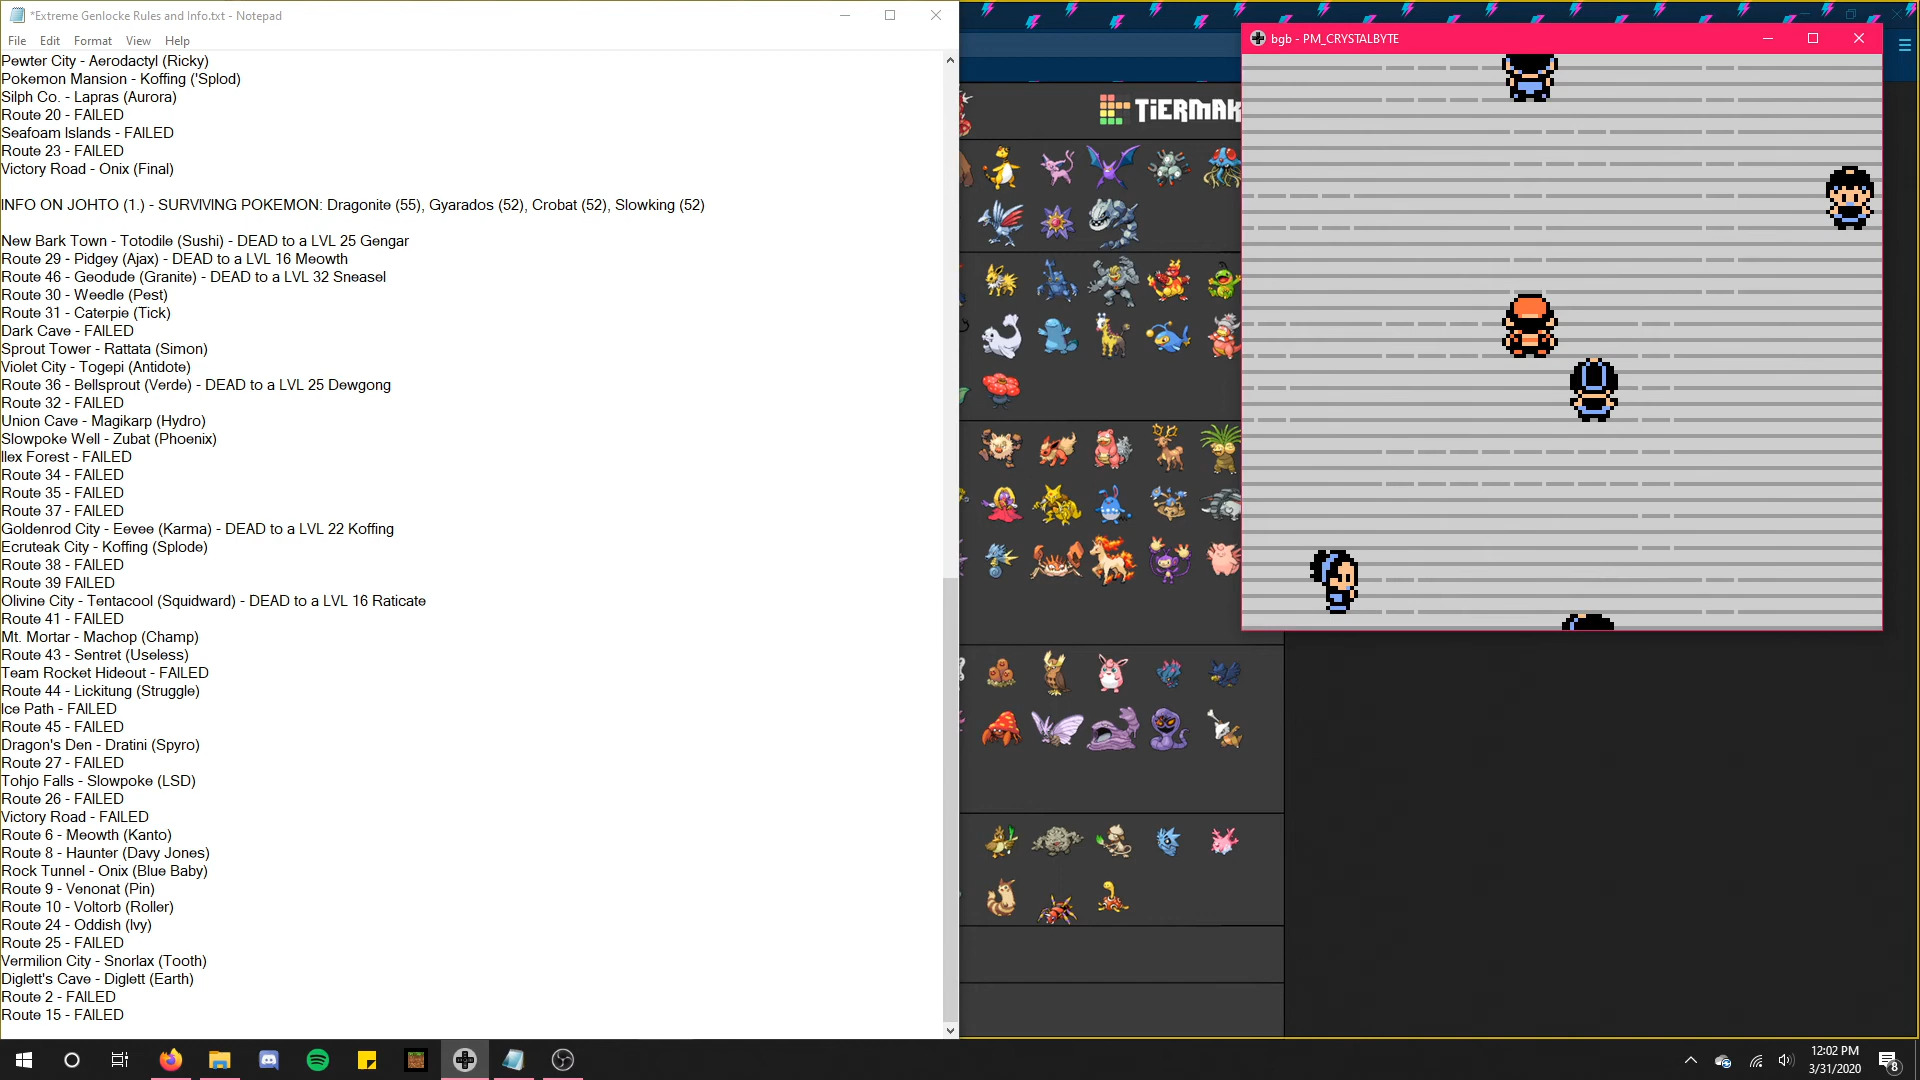 *Extreme Genlocke Rules and Info.txt - Notepad
File Edit Format View Help
Pewter City - Aerodactyl (Ricky)
Pokemon Mansion - Koffing ('Splod)
Silph Co. - Lapras (Aurora)
Route 20 - FAILED
Seafoam Islands - FAILED
Route 23 - FAILED
Victory Road - Onix (Final)
INFO ON JOHTO (1.) - SURVIVING POKEMON: Dragonite (55), Gyarados (52), Crobat (52), Slowking (52)
New Bark Town - Totodile (Sushi) - DEAD to a LVL 25 Gengar
Route 29 - Pidgey (Ajax) - DEAD to a LVL 16 Meowth
Route 46 - Geodude (Granite) - DEAD to a LVL 32 Sneasel
Route 30 - Weedle (Pest)
Route 31 - Caterpie (Tick)
Dark Cave - FAILED
Sprout Tower - Rattata (Simon)
Violet City - Togepi (Antidote)
Route 36 - Bellsprout (Verde) - DEAD to a LVL 25 Dewgong
Route 32 - FAILED
Union Cave - Magikarp (Hydro)
Slowpoke Well - Zubat (Phoenix)
Ilex Forest - FAILED
Route 34 - FAILED
Route 35 - FAILED
Route 37 - FAILED
Goldenrod City - Eevee (Karma) - DEAD to a LVL 22 Koffing
Ecruteak City - Koffing (Splode)
Route 38 - FAILED
Route 39 FAILED
Olivine City - Tentacool (Squidward) - DEAD to a LVL 16 Raticate
Route 41 - FAILED
Mt. Mortar - Machop (Champ)
Route 43 - Sentret (Useless)
Team Rocket Hideout - FAILED
Route 44 - Lickitung (Struggle)
Ice Path - FAILED
Route 45 - FAILED
Dragon's Den - Dratini (Spyro)
Route 27 - FAILED
Tohjo Falls - Slowpoke (LSD)
Route 26 - FAILED
Victory Road - FAILED
Route 6 - Meowth (Kanto)
Route 8 - Haunter (Davy Jones)
Rock Tunnel - Onix (Blue Baby)
Route 9 - Venonat (Pin)
Route 10 - Voltorb (Roller)
Route 24 - Oddish (Ivy)
Route 25 - FAILED
Vermilion City - Snorlax (Tooth)
Diglett's Cave - Diglett (Earth)
Route 2 - FAILED
Route 15 - FAILED
TiERMAK
bgb - PM_CRYSTALBYTE
12:02 PM
3/31/2020
8